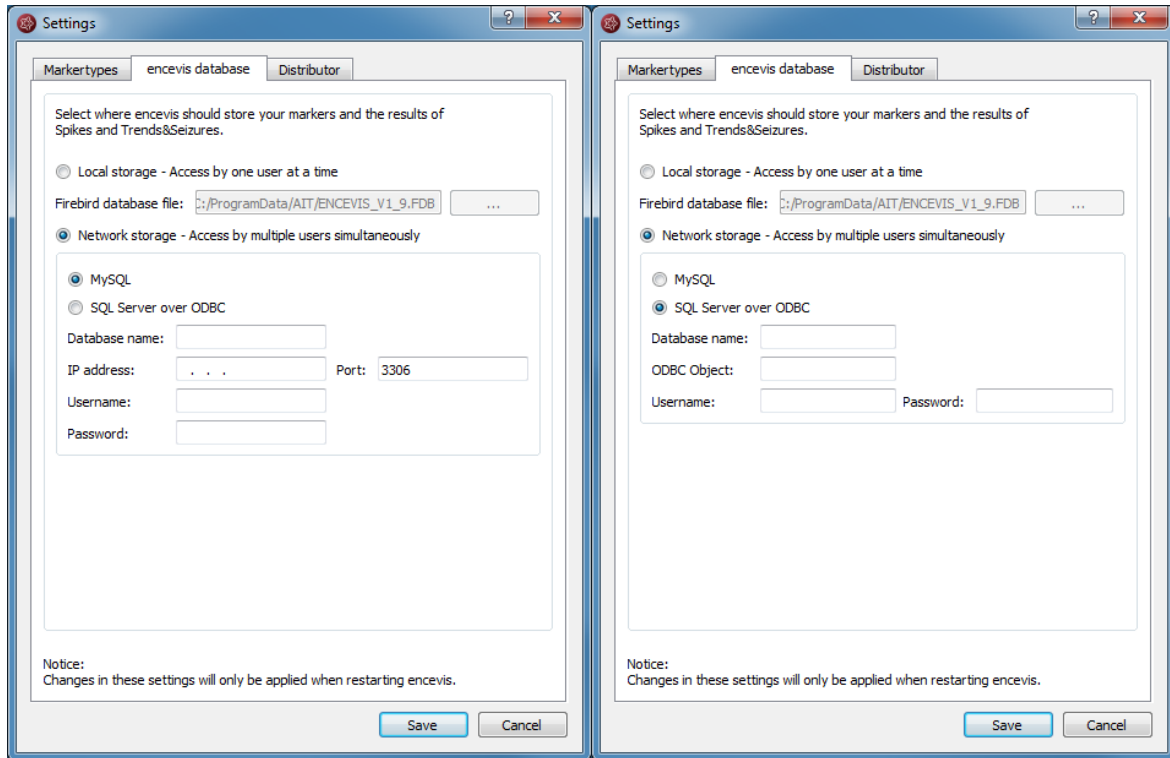 Settings
?
X
Markertypes
encevis database
Distributor
Select where encevis should store your markers and the results of
Spikes and Trends&Seizures.
Local storage - Access by one user at a time
Firebird database file: :/ProgramData/AIT/ENCEVIS_V1_9.FDB ...
Network storage - Access by multiple users simultaneously
MySQL
SQL Server over ODBC
Database name:
IP address: . . . Port: 3306
Username:
Password:
Notice:
Changes in these settings will only be applied when restarting encevis.
Save
Cancel
Settings
?
X
Markertypes
encevis database
Distributor
Select where encevis should store your markers and the results of
Spikes and Trends&Seizures.
Local storage - Access by one user at a time
Firebird database file: :/ProgramData/AIT/ENCEVIS_V1_9.FDB ...
Network storage - Access by multiple users simultaneously
MySQL
SQL Server over ODBC
Database name:
ODBC Object:
Username: Password:
Notice:
Changes in these settings will only be applied when restarting encevis.
Save
Cancel